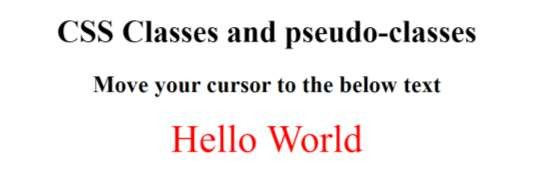 CSS Classes and pseudo-classes
Move your cursor to the below text
Hello World